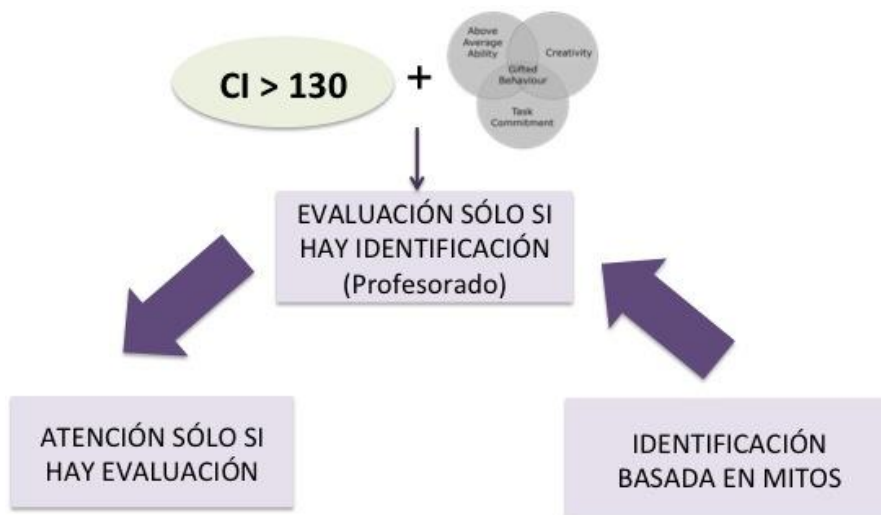 CI > 130
+
Above
Average
Ability
Creativity
Gifted
Behaviour
Task
Commitment
EVALUACIÓN SÓLO SI
HAY IDENTIFICACIÓN
(Profesorado)
ATENCIÓN SÓLO SI
HAY EVALUACIÓN
IDENTIFICACIÓN
BASADA EN MITOS